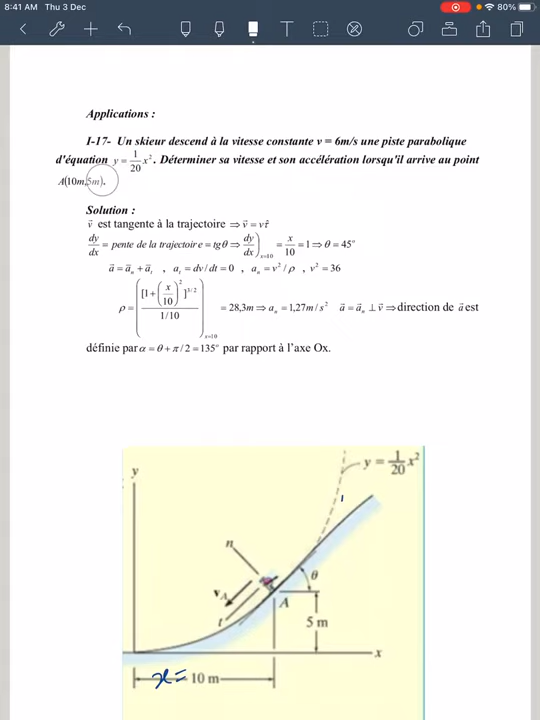 8:41 AM Thu 3 Dec
80%
Applications :
I-17- Un skieur descend à la vitesse constante v = 6m/s une piste parabolique
d'équation y = 1/20 x². Déterminer sa vitesse et son accélération lorsqu'il arrive au point
A(10m,5m).
Solution :
v⃗ est tangente à la trajectoire ⇒ v⃗ = vτ̂
dy/dx = pente de la trajectoire = tgθ ⇒ dy/dx)ₓ₌₁₀ = x/10 = 1 ⇒ θ = 45°
a⃗ = a⃗ₙ + a⃗ₜ , aₜ = dv/dt = 0 , aₙ = v²/ρ , v² = 36
ρ = ([1 + (x/10)²]^3/2 / 1/10)ₓ₌₁₀ = 28,3m ⇒ aₙ = 1,27m/s² a⃗ = a⃗ₙ ⊥ v⃗ ⇒ direction de a⃗ est
définie par α = θ + π/2 = 135° par rapport à l'axe Ox.
y
y = 1/20 x²
n
θ
v_A
A
t
5 m
x
x = 10 m